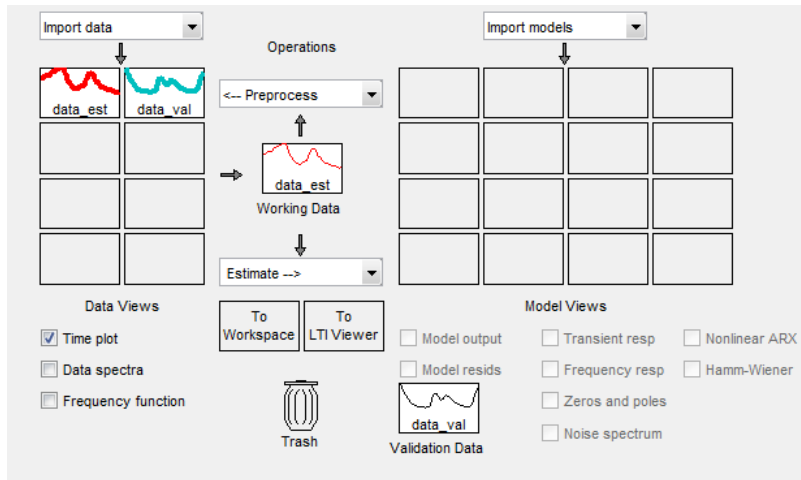 Import data
Operations
Import models
data_est
data_val
<-- Preprocess
data_est
Working Data
Estimate -->
Data Views
To
Workspace
To
LTI Viewer
Model Views
Time plot
Data spectra
Frequency function
Model output
Transient resp
Nonlinear ARX
Model resids
Frequency resp
Hamm-Wiener
Zeros and poles
Noise spectrum
Trash
data_val
Validation Data